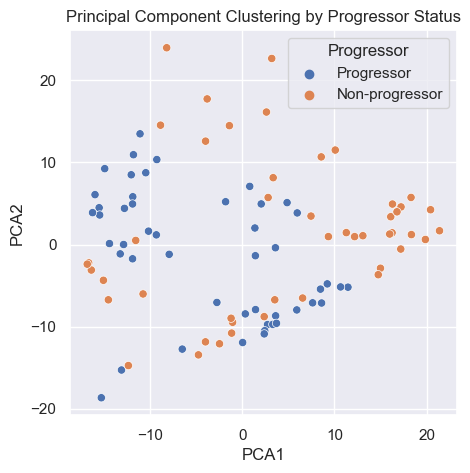 Principal Component Clustering by Progressor Status
Progressor
Progressor
Non-progressor
20
10
0
−10
−20
PCA2
−10
0
10
20
PCA1